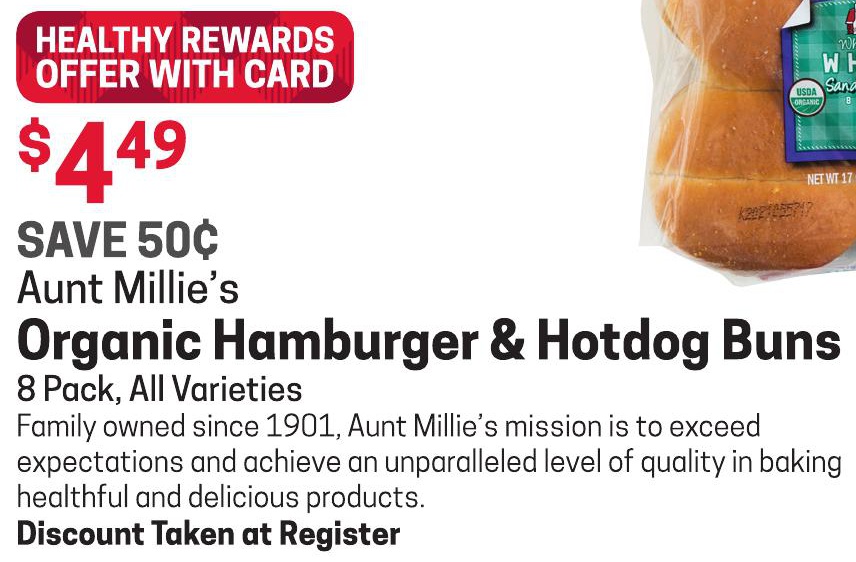 HEALTHY REWARDS
OFFER WITH CARD
$4.49
SAVE 50¢
Aunt Millie's
Organic Hamburger & Hotdog Buns
8 Pack, All Varieties
Family owned since 1901, Aunt Millie's mission is to exceed
expectations and achieve an unparalleled level of quality in baking
healthful and delicious products.
Discount Taken at Register
USDA
ORGANIC
NET WT 17